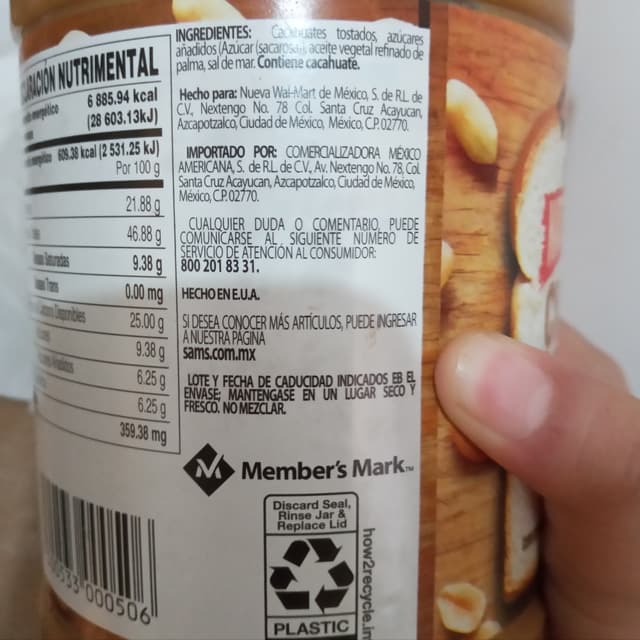 NUTRIMENTAL
6 885.94 kcal
(28 603.13kJ)
609.38 kcal (2 531.25 kJ)
Por 100 g
21.88 g
46.88 g
Saturadas 9.38 g
Trans 0.00 mg
Disponibles 25.00 g
9.38 g
6.25 g
6.25 g
359.38 mg
INGREDIENTES: Cacahuates tostados, azúcares
añadidos (Azúcar (sacarosa), aceite vegetal refinado de
palma, sal de mar. Contiene cacahuate.
Hecho para: Nueva Wal-Mart de México, S. de R.L. de
C.V., Nextengo No. 78 Col. Santa Cruz Acayucan,
Azcapotzalco, Ciudad de México, México, C.P. 02770.
IMPORTADO POR: COMERCIALIZADORA MÉXICO
AMERICANA, S. de R.L. de C.V., Av. Nextengo No. 78, Col.
Santa Cruz Acayucan, Azcapotzalco, Ciudad de México,
México, C.P. 02770.
CUALQUIER DUDA O COMENTARIO, PUEDE
COMUNICARSE AL SIGUIENTE NUMERO DE
SERVICIO DE ATENCIÓN AL CONSUMIDOR:
800 201 83 31.
HECHO EN E.U.A.
SI DESEA CONOCER MÁS ARTÍCULOS, PUEDE INGRESAR
A NUESTRA PÁGINA
sams.com.mx
LOTE Y FECHA DE CADUCIDAD INDICADOS EB EL
ENVASE; MANTENGASE EN UN LUGAR SECO Y
FRESCO. NO MEZCLAR.
Member's Mark™
Discard Seal,
Rinse Jar &
Replace Lid
PLASTIC
how2recycle.in
000506